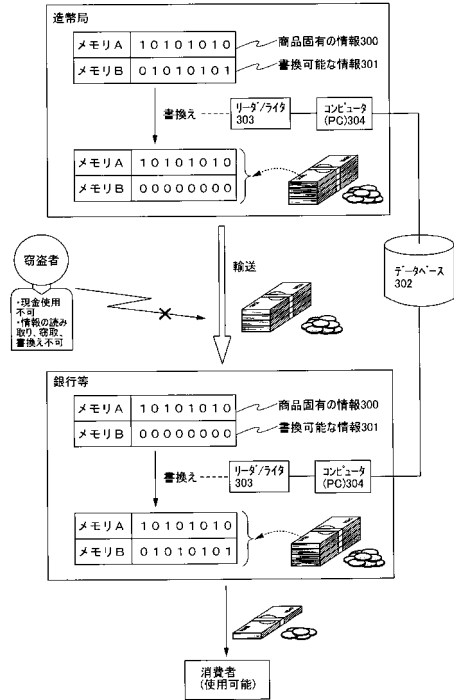 造幣局
メモリA 10101010
商品固有の情報300
メモリB 01010101
書換可能な情報301
書換え
リーダ/ライタ
303
コンピュータ
(PC)304
メモリA 10101010
メモリB 00000000
輸送
データベース
302
窃盗者
・現金使用
不可
・情報の読み
取り、窃取、
書換え不可
銀行等
メモリA 10101010
商品固有の情報300
メモリB 00000000
書換可能な情報301
書換え
リーダ/ライタ
303
コンピュータ
(PC)304
メモリA 10101010
メモリB 01010101
消費者
(使用可能)